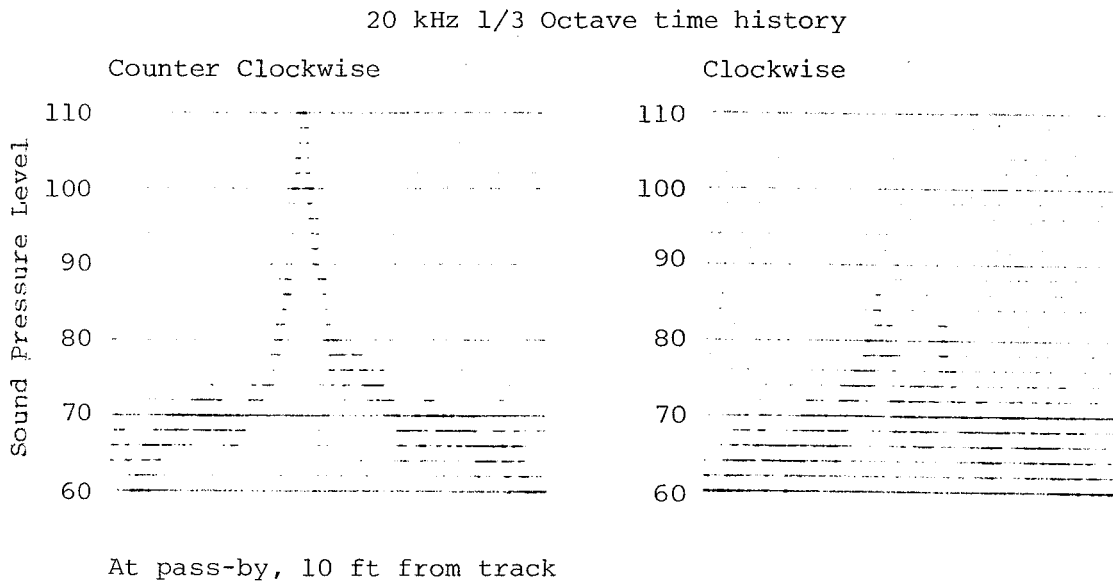 20 kHz 1/3 Octave time history
Counter Clockwise
Clockwise
Sound Pressure Level
110
100
90
80
70
60
110
100
90
80
70
60
At pass-by, 10 ft from track